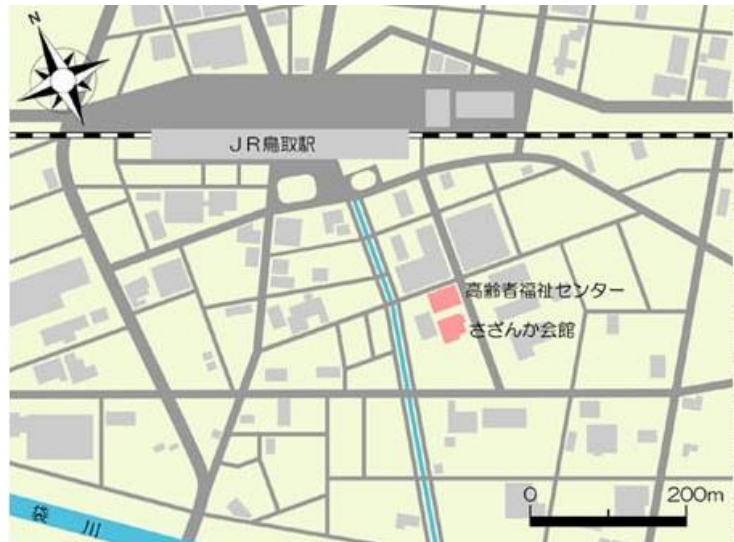 N
JR鳥取駅
高齢者福祉センター
さざんか会館
0 200m
袋川